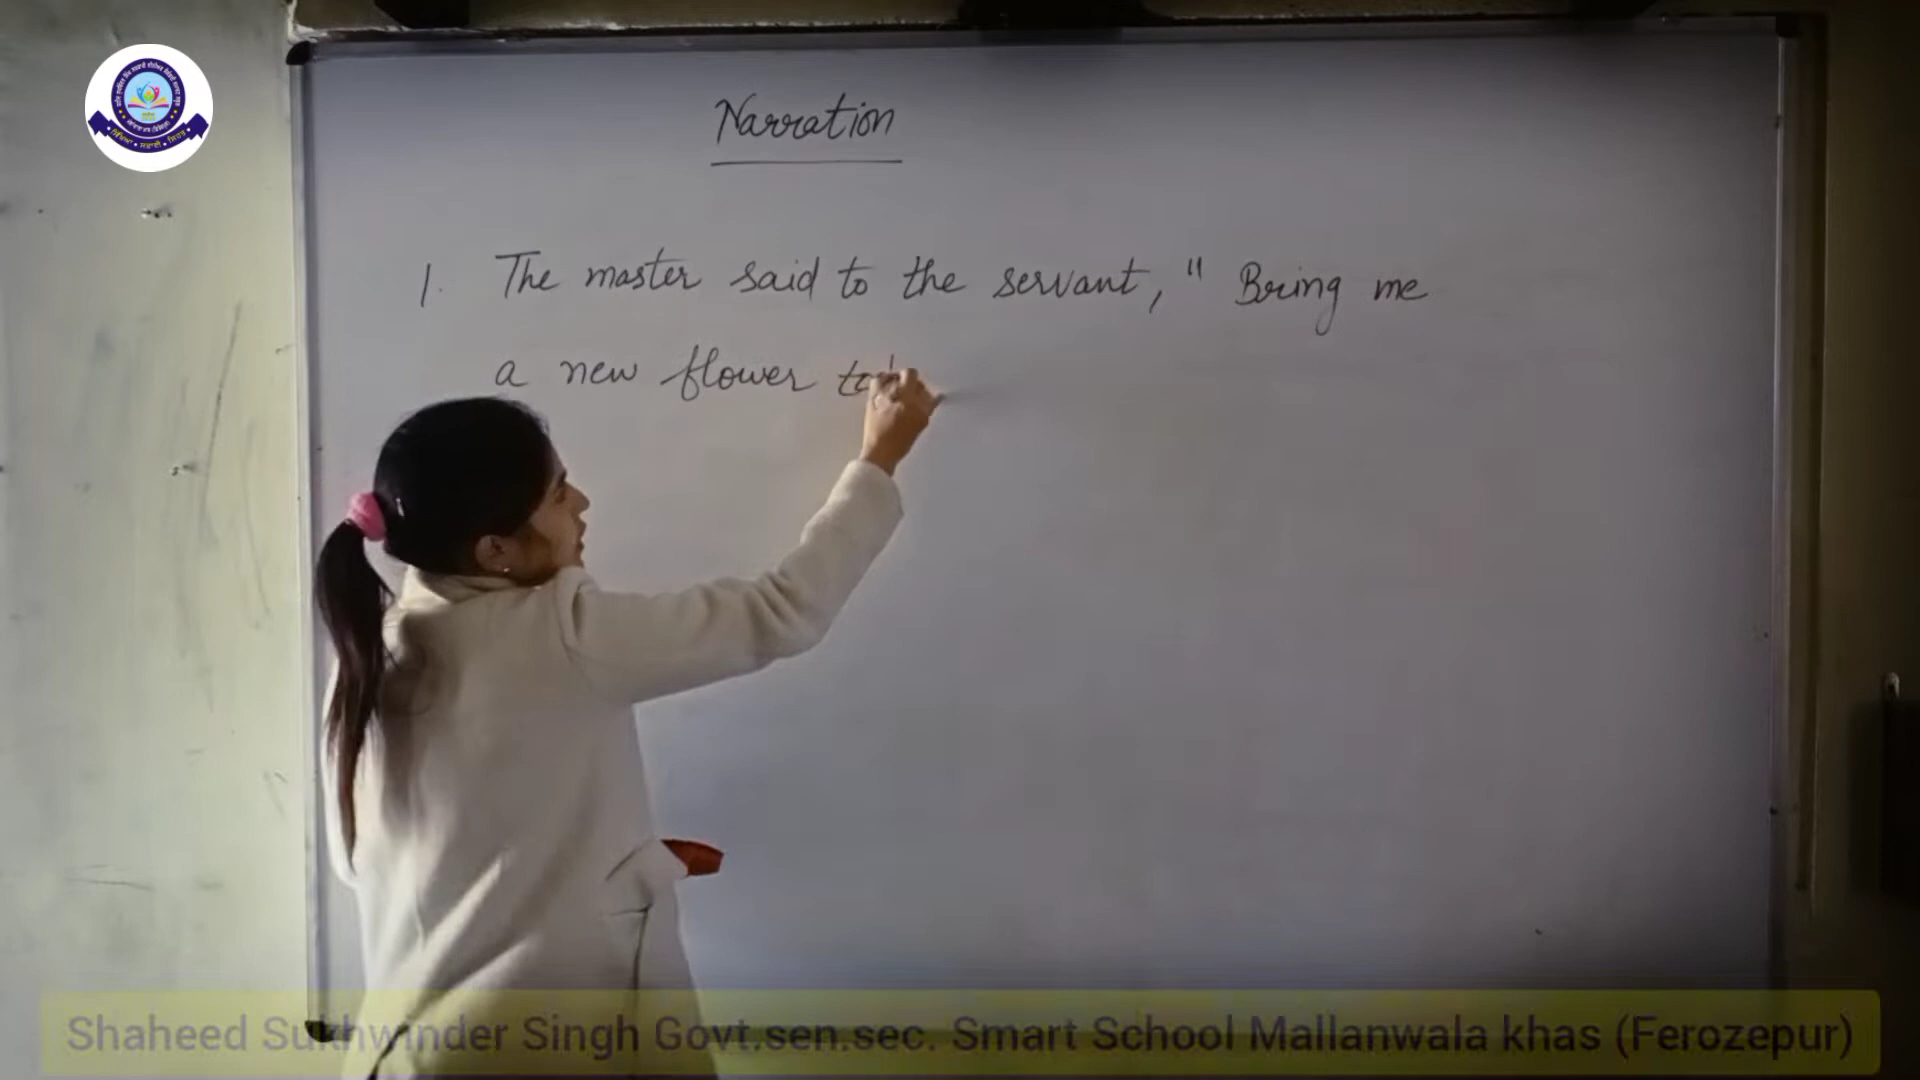 Narration
1. The master said to the servant, " Bring me
a new flower
Shaheed Sukhwinder Singh Govt.sen.sec. Smart School Mallanwala khas (Ferozepur)